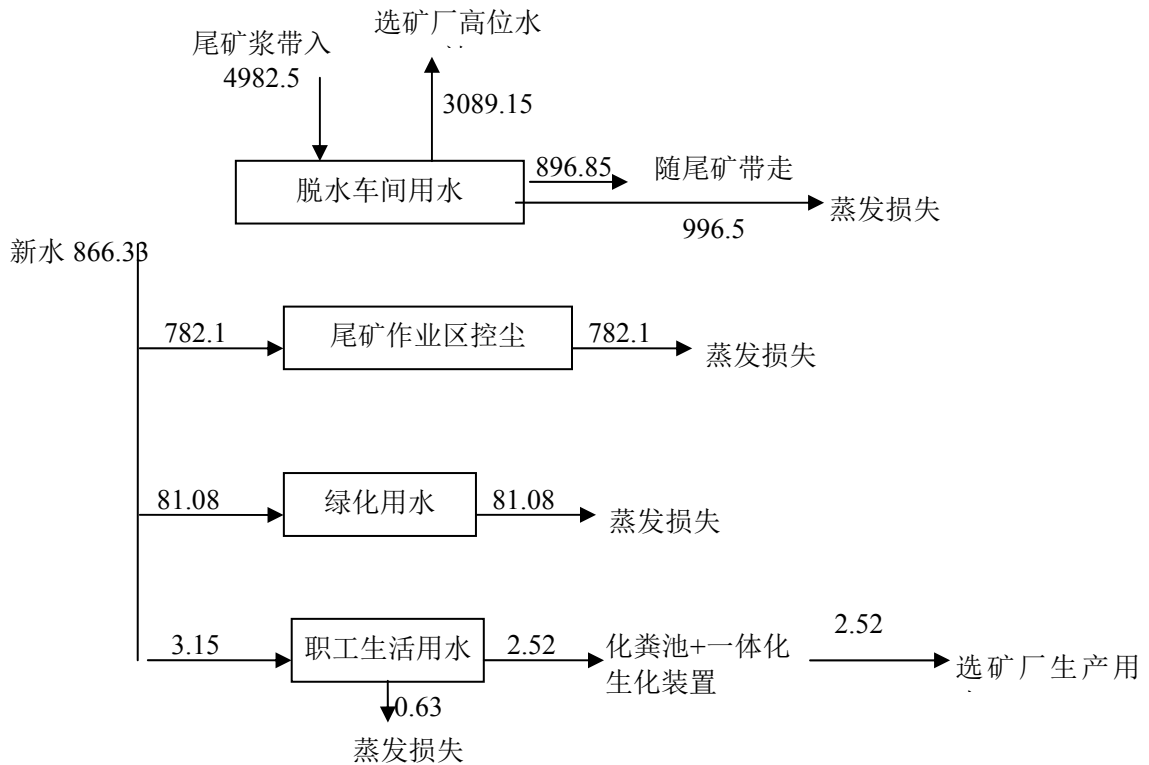 选矿厂高位水
尾矿浆带入
4982.5
3089.15
896.85
随尾矿带走
脱水车间用水
蒸发损失
996.5
新水 866.33
782.1
尾矿作业区控尘
782.1
蒸发损失
81.08
绿化用水
81.08
蒸发损失
2.52
3.15
职工生活用水
2.52
化粪池+一体化
生化装置
选矿厂生产用
0.63
蒸发损失